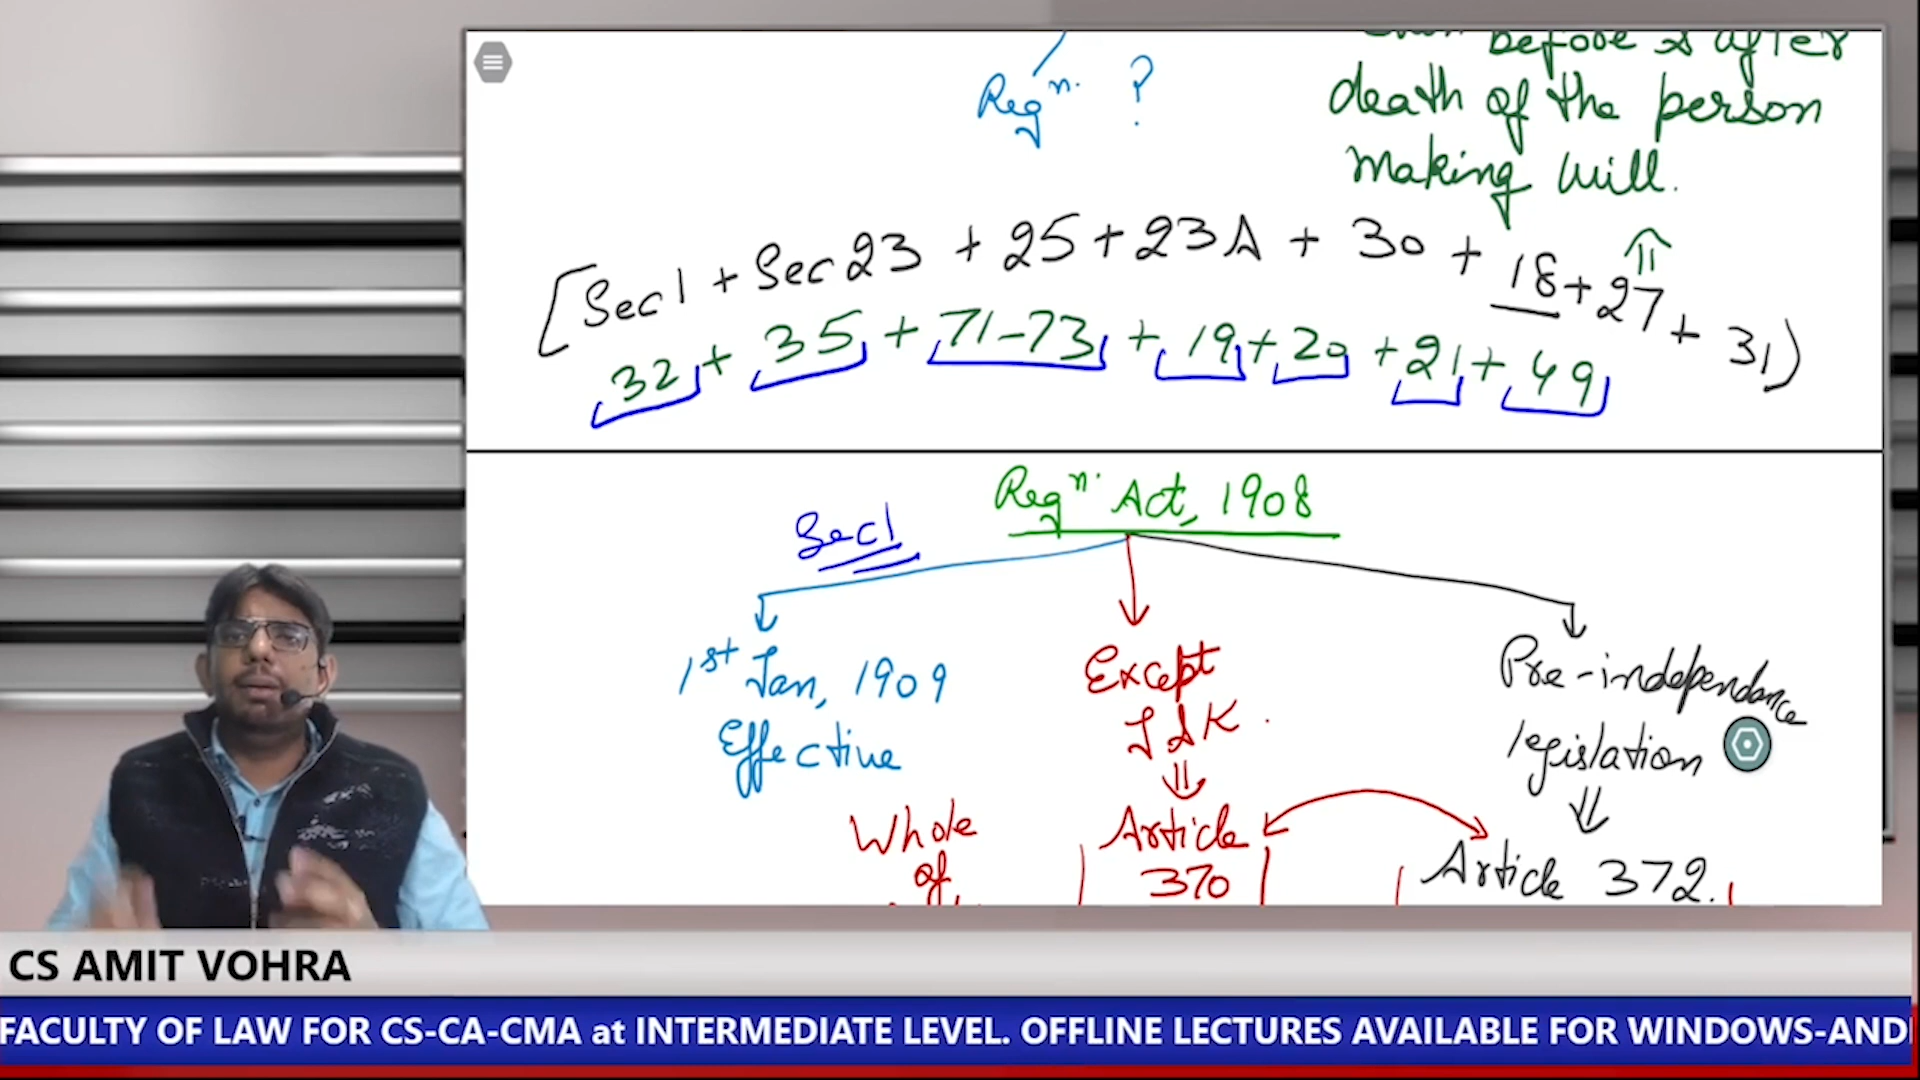 before & after
death of the person
making will.
Regn. ?
[Sec 1 + Sec 23 + 25 + 23A + 30 + 18 + 27 + 31)
32 + 35 + 71-73 + 19 + 20 + 21 + 49
Regn. Act, 1908
Sec 1
1st Jan, 1909
Effective
Except
J&K.
Article
370
Whole
of
Pre-independence
legislation
Article 372.
CS AMIT VOHRA
FACULTY OF LAW FOR CS-CA-CMA at INTERMEDIATE LEVEL. OFFLINE LECTURES AVAILABLE FOR WINDOWS-AND